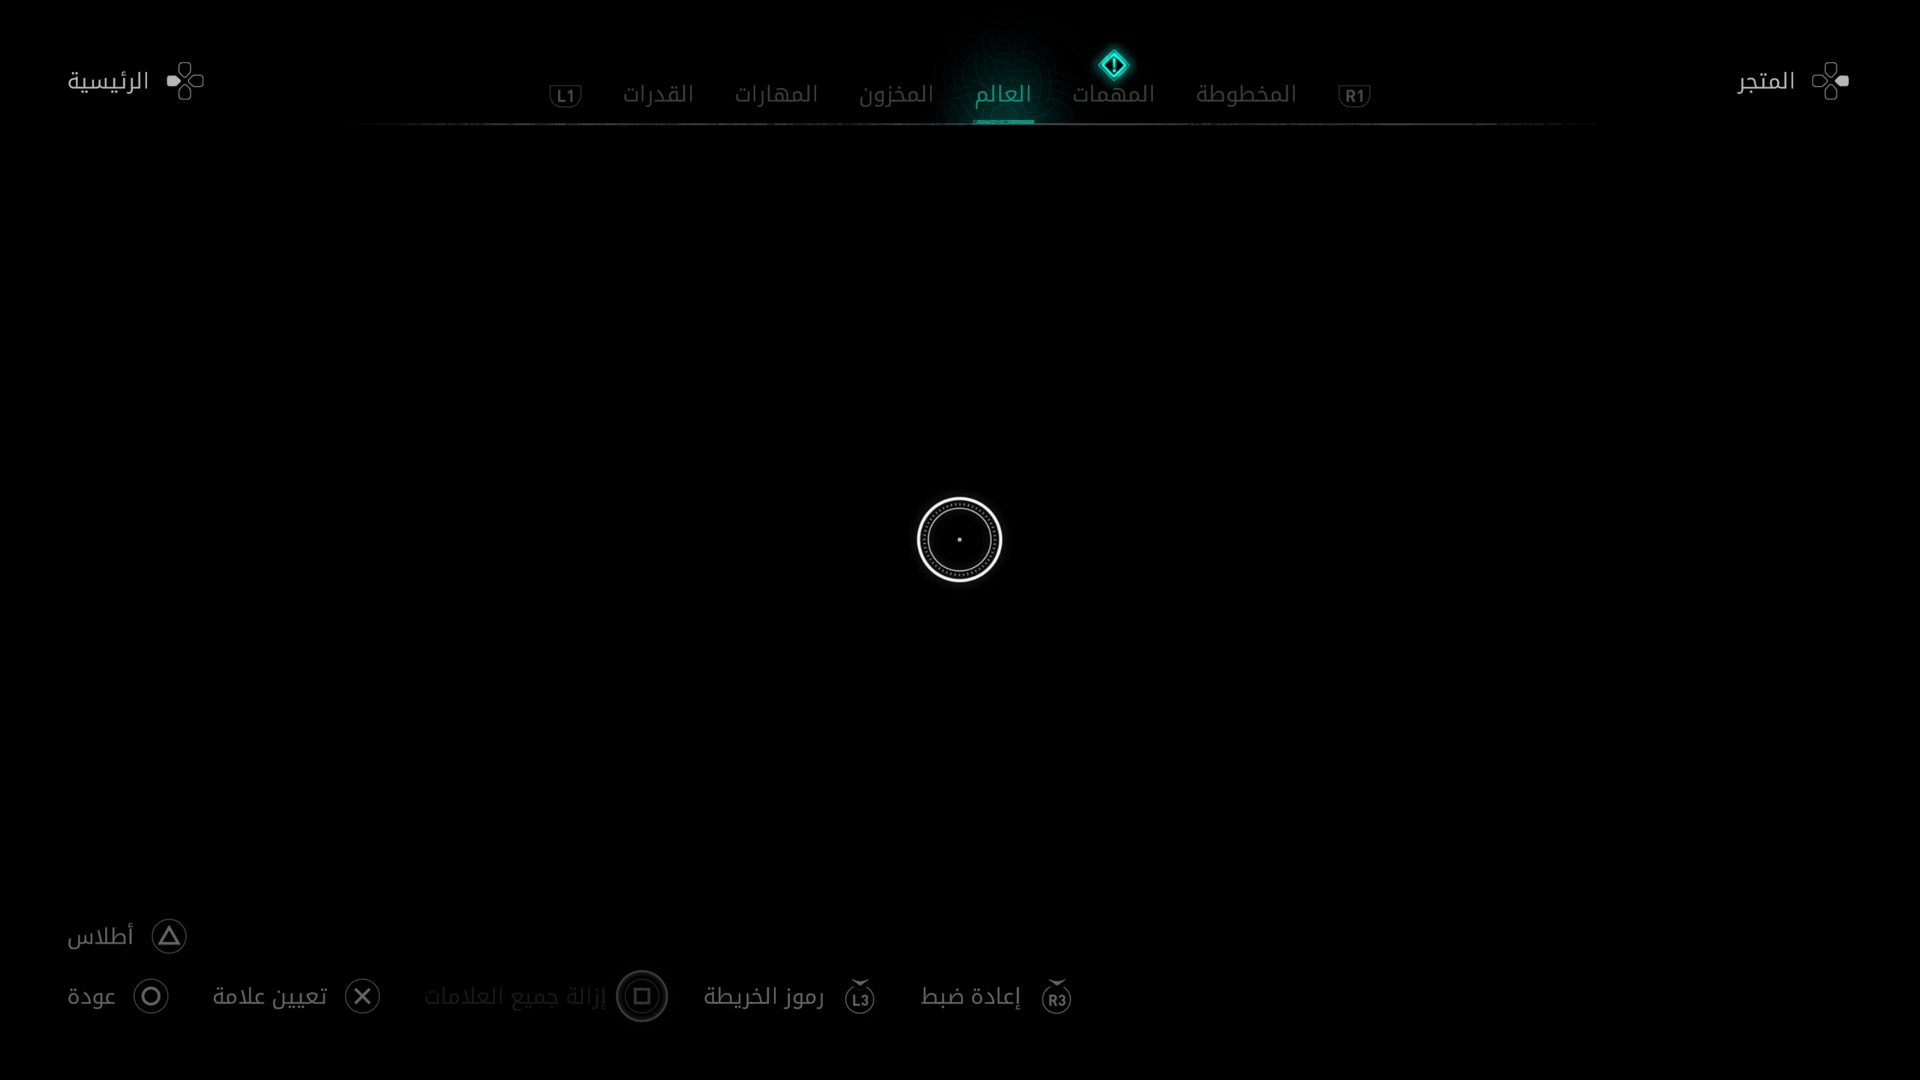 المتجر
R1 المخطوطة المهمات العالم المخزون المهارات القدرات L1
الرئيسية
أطلاس
R3 إعادة ضبط L3 رموز الخريطة إزالة جميع العلامات تعيين علامة عودة